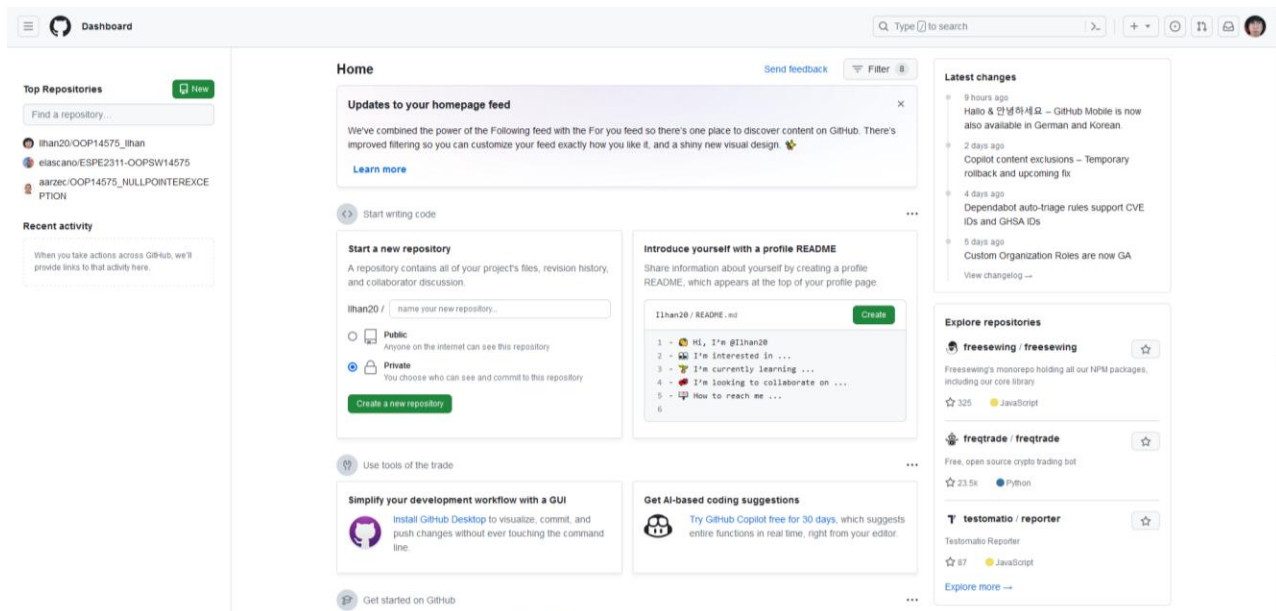 Dashboard
Type / to search
Top Repositories
New
Find a repository...
Ilhan20/OOP14575_Ilhan
elascano/ESPE2311-OOPSW14575
aarzec/OOP14575_NULLPOINTEREXCE
PTION
Recent activity
When you take actions across GitHub, we'll
provide links to that activity here.
Home
Send feedback
Filter 8
Updates to your homepage feed
We've combined the power of the Following feed with the For you feed so there's one place to discover content on GitHub. There's
improved filtering so you can customize your feed exactly how you like it, and a shiny new visual design.
Learn more
Start writing code
Start a new repository
A repository contains all of your project's files, revision history,
and collaborator discussion.
Ilhan20 / name your new repository...
Public
Anyone on the internet can see this repository
Private
You choose who can see and commit to this repository
Create a new repository
Introduce yourself with a profile README
Share information about yourself by creating a profile
README, which appears at the top of your profile page.
Ilhan20 / README.md
Create
1 - 👋 Hi, I'm @Ilhan20
2 - 👀 I'm interested in ...
3 - 🌱 I'm currently learning ...
4 - 💞️ I'm looking to collaborate on ...
5 - 📫 How to reach me ...
6
Use tools of the trade
Simplify your development workflow with a GUI
Install GitHub Desktop to visualize, commit, and
push changes without ever touching the command
line.
Get AI-based coding suggestions
Try GitHub Copilot free for 30 days, which suggests
entire functions in real time, right from your editor.
Get started on GitHub
Latest changes
9 hours ago
Hallo & 안녕하세요 – GitHub Mobile is now
also available in German and Korean
2 days ago
Copilot content exclusions – Temporary
rollback and upcoming fix
4 days ago
Dependabot auto-triage rules support CVE
IDs and GHSA IDs
5 days ago
Custom Organization Roles are now GA
View changelog →
Explore repositories
freesewing / freesewing
Freesewing's monorepo holding all our NPM packages,
including our core library
325 JavaScript
freqtrade / freqtrade
Free, open source crypto trading bot
23.5k Python
testomatio / reporter
Testomatio Reporter
87 JavaScript
Explore more →